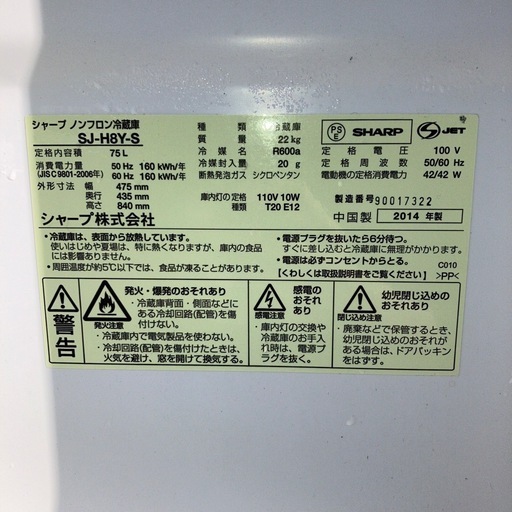 シャープ ノンフロン冷蔵庫
SJ-H8Y-S
定格内容積 75L
消費電力量 50 Hz 160 kWh/年
(JIS C 9801-2006年) 60 Hz 160 kWh/年
外形寸法 幅 475 mm
奥行 435 mm
高さ 840 mm
シャープ株式会社
種類 冷蔵庫
質量 22 kg
冷媒名 R600a
冷媒封入量 20 g
断熱発泡ガス シクロペンタン
庫内灯の定格 110V 10W
種類 T20 E12
PSE SHARP S JET
定格電圧 100 V
定格周波数 50/60 Hz
電動機の定格消費電力 42/42 W
製造番号 90017322
中国製 2014 年製
• 冷蔵庫は、表面から放熱しています。
使いはじめや夏場は、特に熱くなりますが、庫内の食品
には影響ありません。
• 周囲温度が約5℃以下では、食品が凍ることがあります。
• 電源プラグを抜いたら6分待つ。
すぐに差し込むと冷蔵庫に無理がかかります。
• 電源は必ずコンセントからとる。
【くわしくは取扱説明書をご覧ください】
C010
>PP<
警告
発火・爆発のおそれあり
発火注意
• 冷蔵庫背面・側面などに
ある冷却回路(配管)を傷
付けない。
• 冷蔵庫内で電気製品を使わない。
• 冷却回路(配管)を傷付けたときは、
火気を避け、窓を開けて換気する。
感電の
おそれあり
感電注意
• 庫内灯の交換や
冷蔵庫のお手入
れ時は、電源プ
ラグを抜く。
幼児閉じ込めの
おそれあり
閉じ込め注意
• 廃棄などで保管するとき、
幼児閉じ込めのおそれが
ある場合は、ドアパッキン
をはずす。